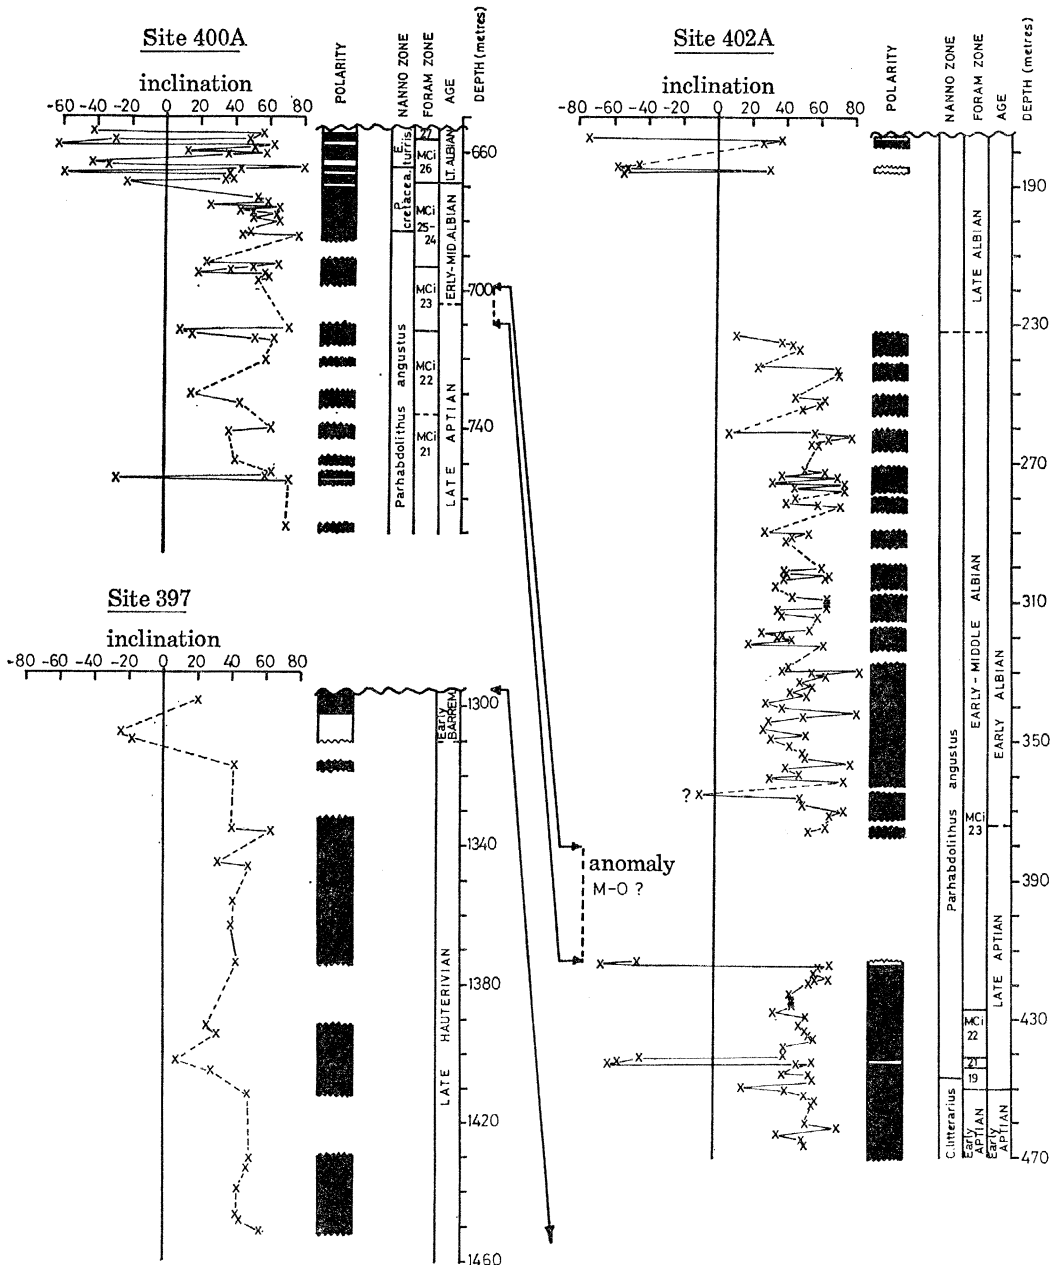 Site 400A
inclination
-60 -40 -20 0 20 40 60 80
POLARITY
NANNO ZONE
FORAM ZONE
AGE
DEPTH (metres)
E. turris
P cretacea
Parhabdolithus angustus
27
MCi
26
MCi
25-
24
MCi
23
MCi
22
MCi
21
LT. ALBIAN
ERLY-MID. ALBIAN
LATE APTIAN
660
700
740
Site 397
inclination
-80 -60 -40 -20 0 20 40 60 80
Early
BARREM.
LATE HAUTERIVIAN
1300
1340
1380
1420
1460
anomaly
M-O ?
Site 402A
inclination
-80 -60 -40 -20 0 20 40 60 80
POLARITY
NANNO ZONE
FORAM ZONE
AGE
DEPTH (metres)
?
Parhabdolithus angustus
C. litterarius
EARLY-MIDDLE ALBIAN
MCi
23
MCi
22
21
19
Early
APTIAN
LATE ALBIAN
EARLY ALBIAN
LATE APTIAN
Early
APTIAN
190
230
270
310
350
390
430
470